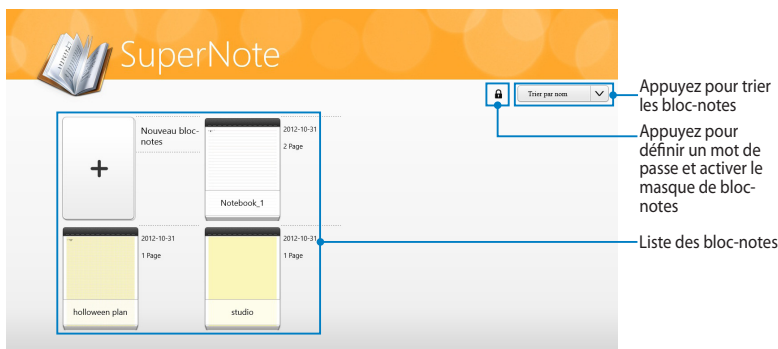 SuperNote
Trier par nom
Appuyez pour trier
les bloc-notes
Appuyez pour
définir un mot de
passe et activer le
masque de bloc-
notes
Nouveau bloc-
notes
2012-10-31
2 Page
Notebook_1
Liste des bloc-notes
2012-10-31
1 Page
holloween plan
2012-10-31
1 Page
studio